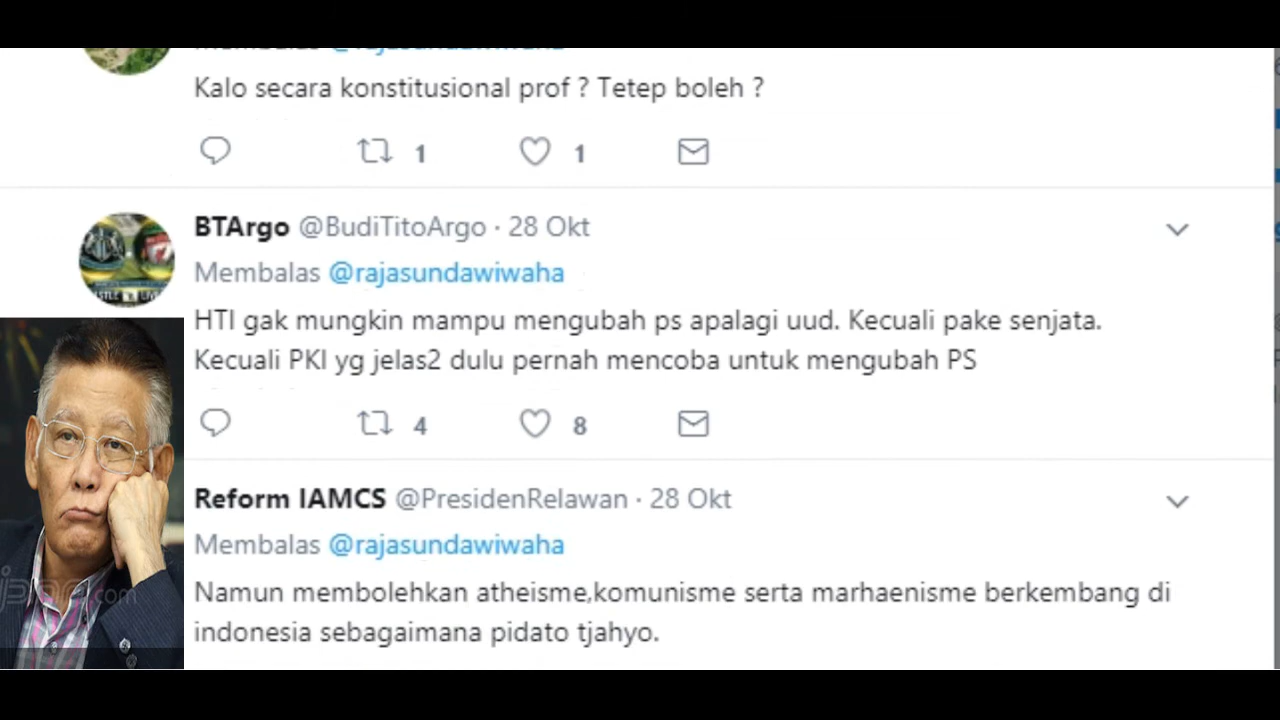 Membalas @rajasundawiwaha
Kalo secara konstitusional prof ? Tetep boleh ?
1 1
BTArgo @BudiTitoArgo · 28 Okt
Membalas @rajasundawiwaha
HTI gak mungkin mampu mengubah ps apalagi uud. Kecuali pake senjata.
Kecuali PKI yg jelas2 dulu pernah mencoba untuk mengubah PS
4 8
Reform IAMCS @PresidenRelawan · 28 Okt
Membalas @rajasundawiwaha
Namun membolehkan atheisme,komunisme serta marhaenisme berkembang di
indonesia sebagaimana pidato tjahyo.